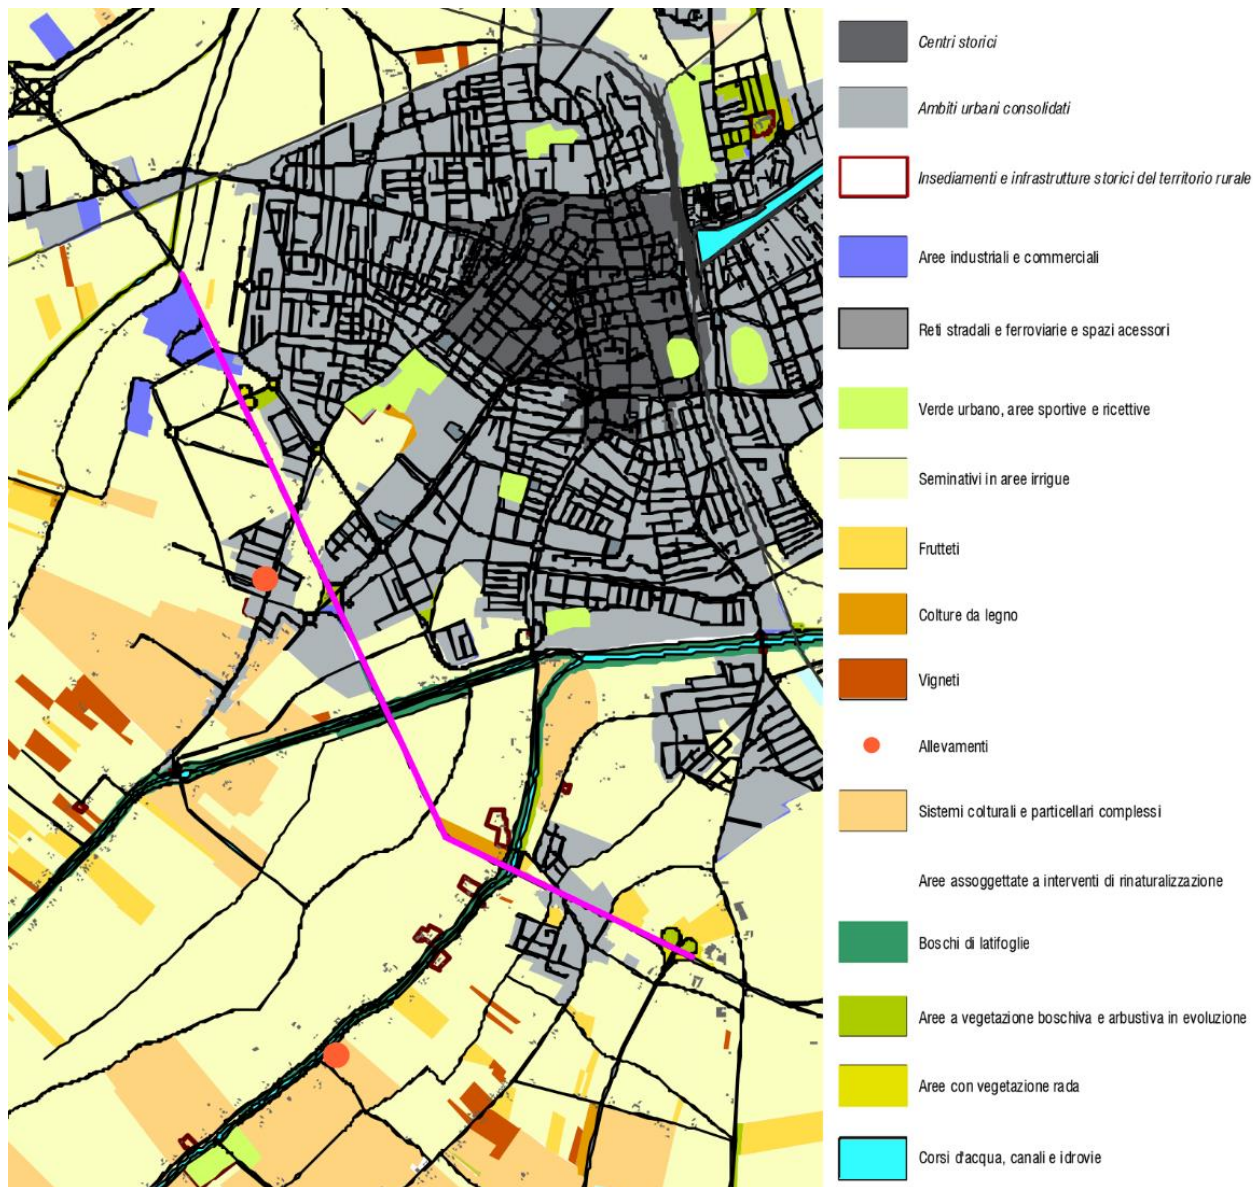 Centri storici
Ambiti urbani consolidati
Insediamenti e infrastrutture storici del territorio rurale
Aree industriali e commerciali
Reti stradali e ferroviarie e spazi acessori
Verde urbano, aree sportive e ricettive
Seminativi in aree irrigue
Frutteti
Colture da legno
Vigneti
Allevamenti
Sistemi colturali e particellari complessi
Aree assoggettate a interventi di rinaturalizzazione
Boschi di latifoglie
Aree a vegetazione boschiva e arbustiva in evoluzione
Aree con vegetazione rada
Corsi d'acqua, canali e idrovie